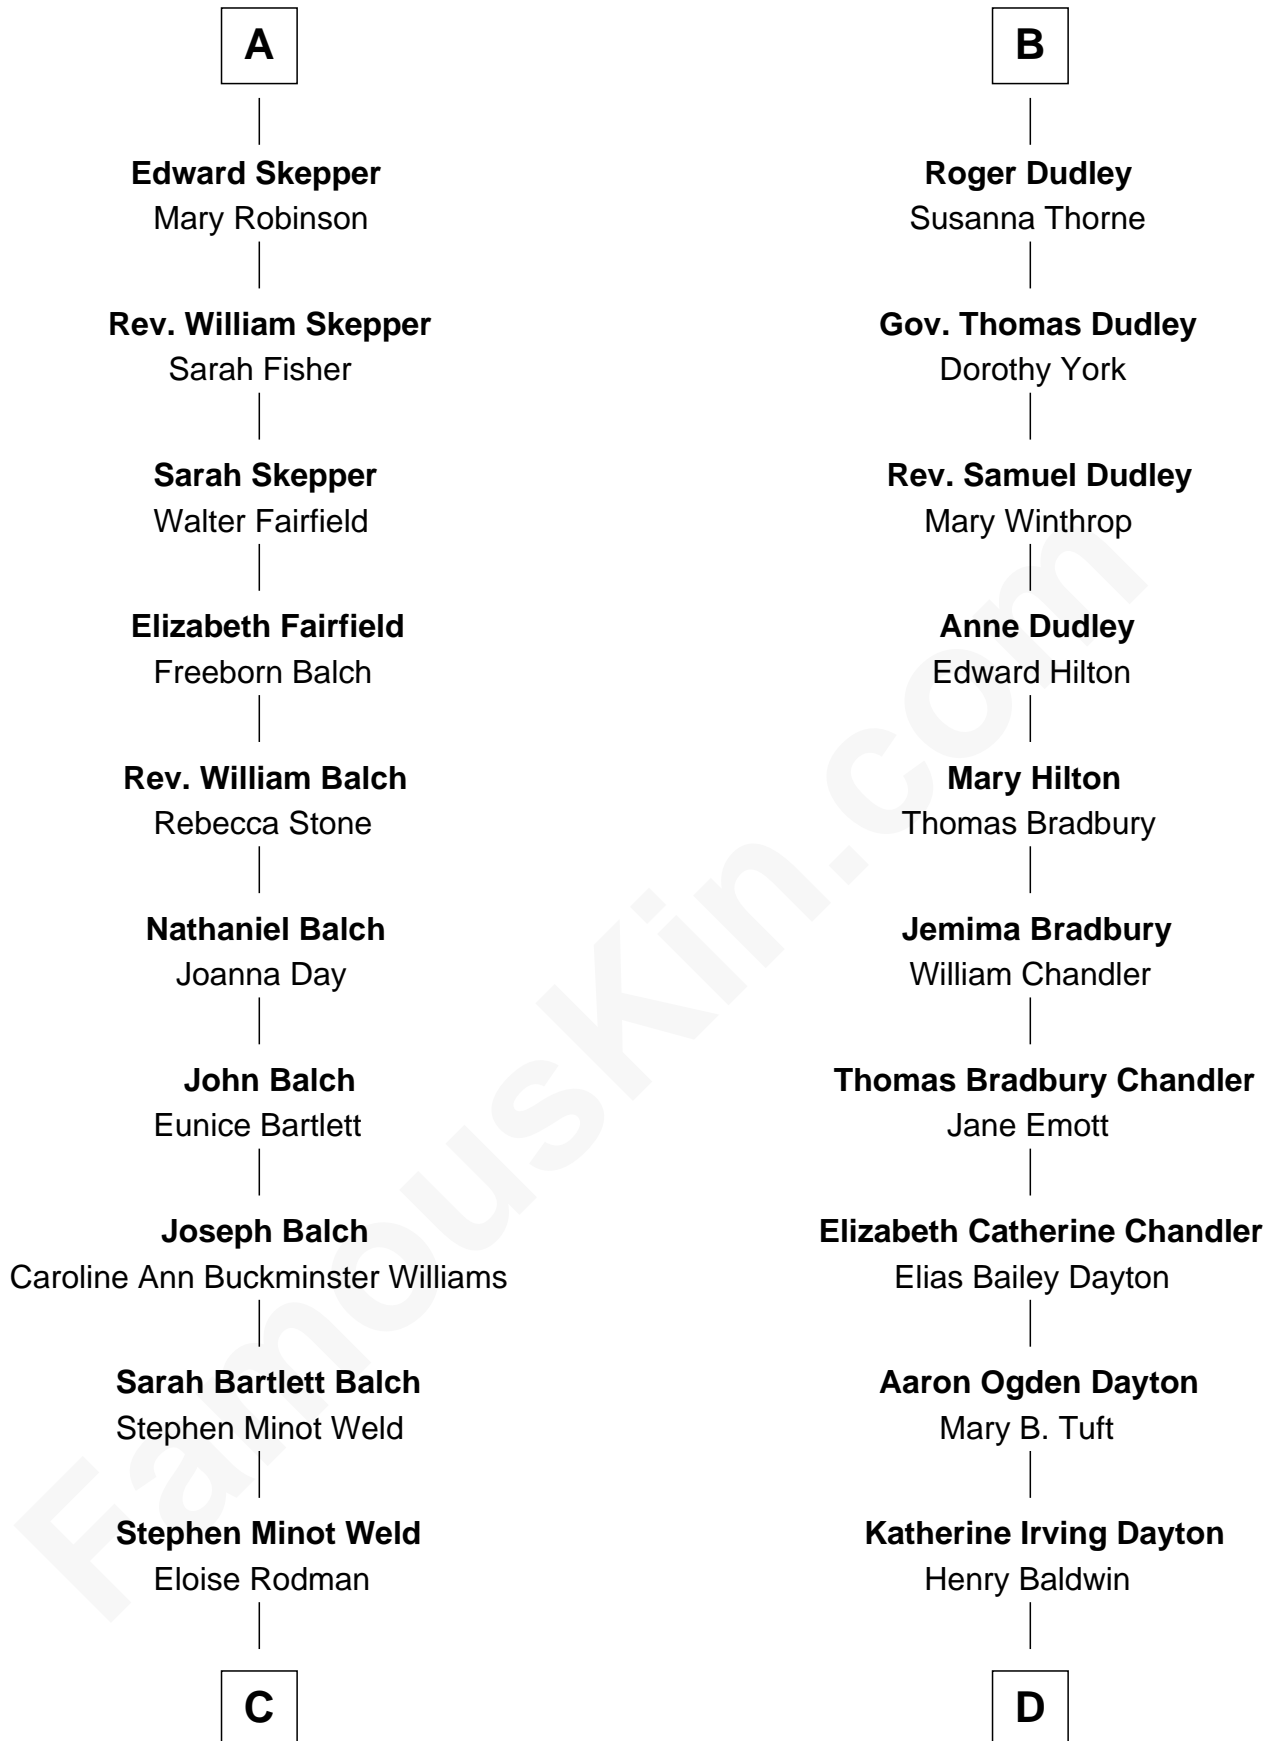 A
Edward Skepper
Mary Robinson
Rev. William Skepper
Sarah Fisher
Sarah Skepper
Walter Fairfield
Elizabeth Fairfield
Freeborn Balch
Rev. William Balch
Rebecca Stone
Nathaniel Balch
Joanna Day
John Balch
Eunice Bartlett
Joseph Balch
Caroline Ann Buckminster Williams
Sarah Bartlett Balch
Stephen Minot Weld
Stephen Minot Weld
Eloise Rodman
C
B
Roger Dudley
Susanna Thorne
Gov. Thomas Dudley
Dorothy York
Rev. Samuel Dudley
Mary Winthrop
Anne Dudley
Edward Hilton
Mary Hilton
Thomas Bradbury
Jemima Bradbury
William Chandler
Thomas Bradbury Chandler
Jane Emott
Elizabeth Catherine Chandler
Elias Bailey Dayton
Aaron Ogden Dayton
Mary B. Tuft
Katherine Irving Dayton
Henry Baldwin
D
FamousKin.com